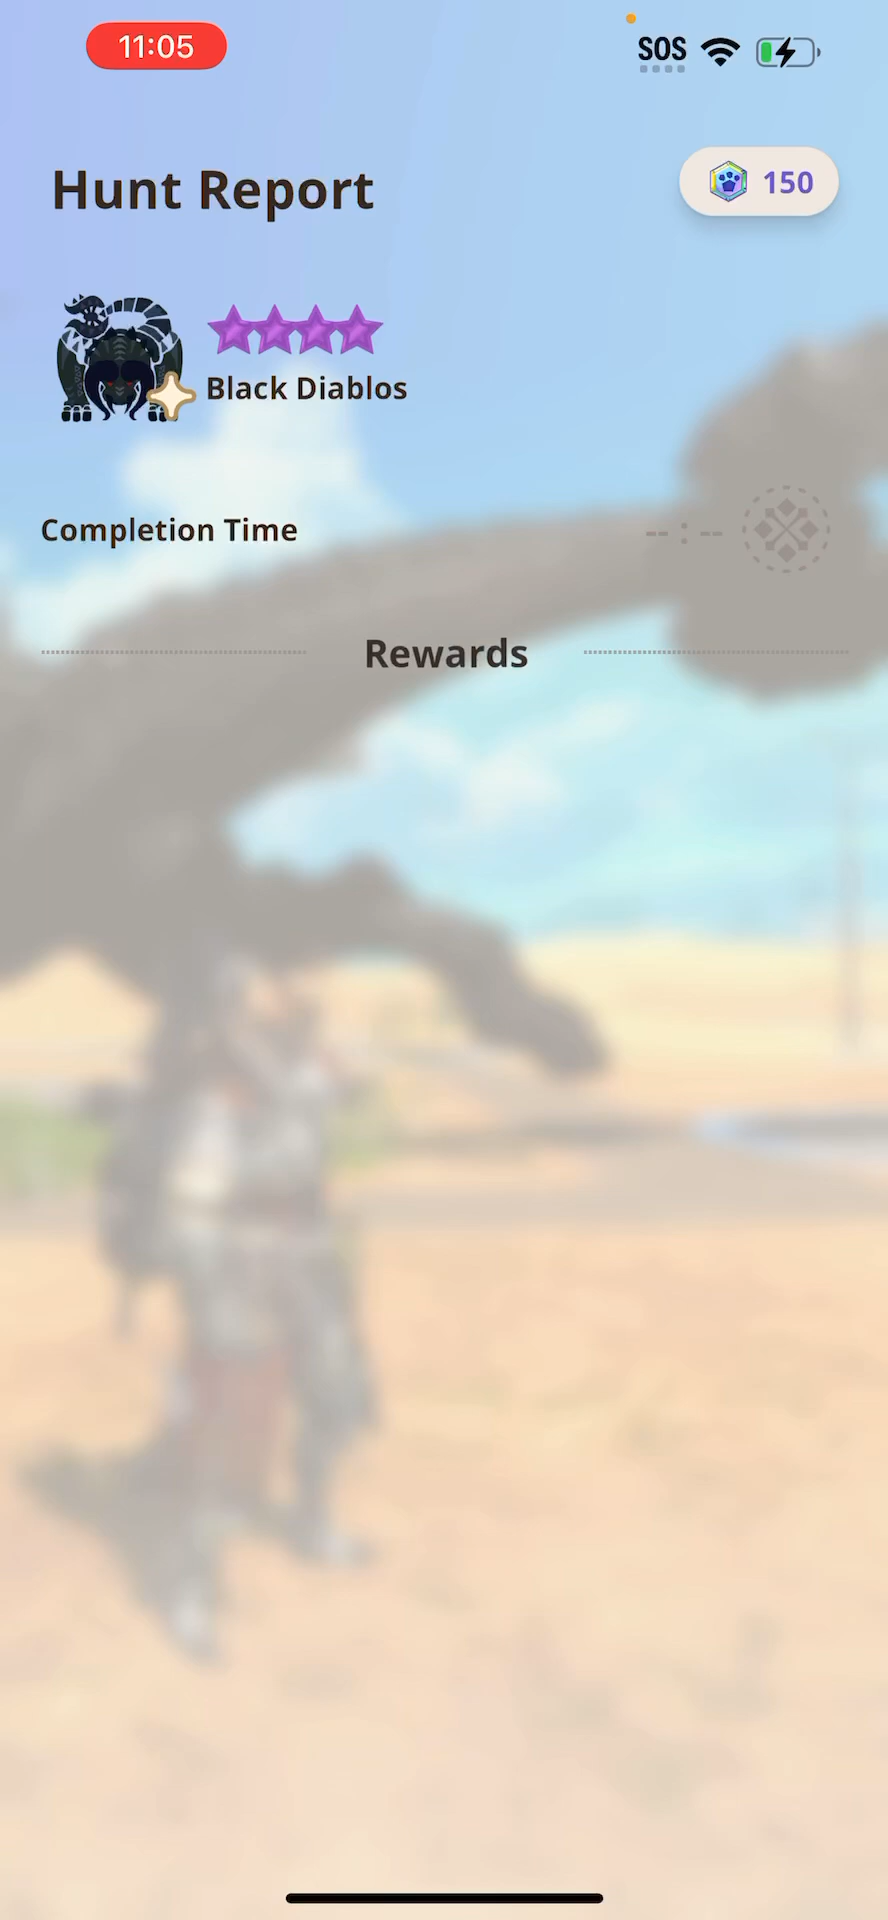 11:05
SOS
Hunt Report
150
Black Diablos
Completion Time
-- : --
Rewards